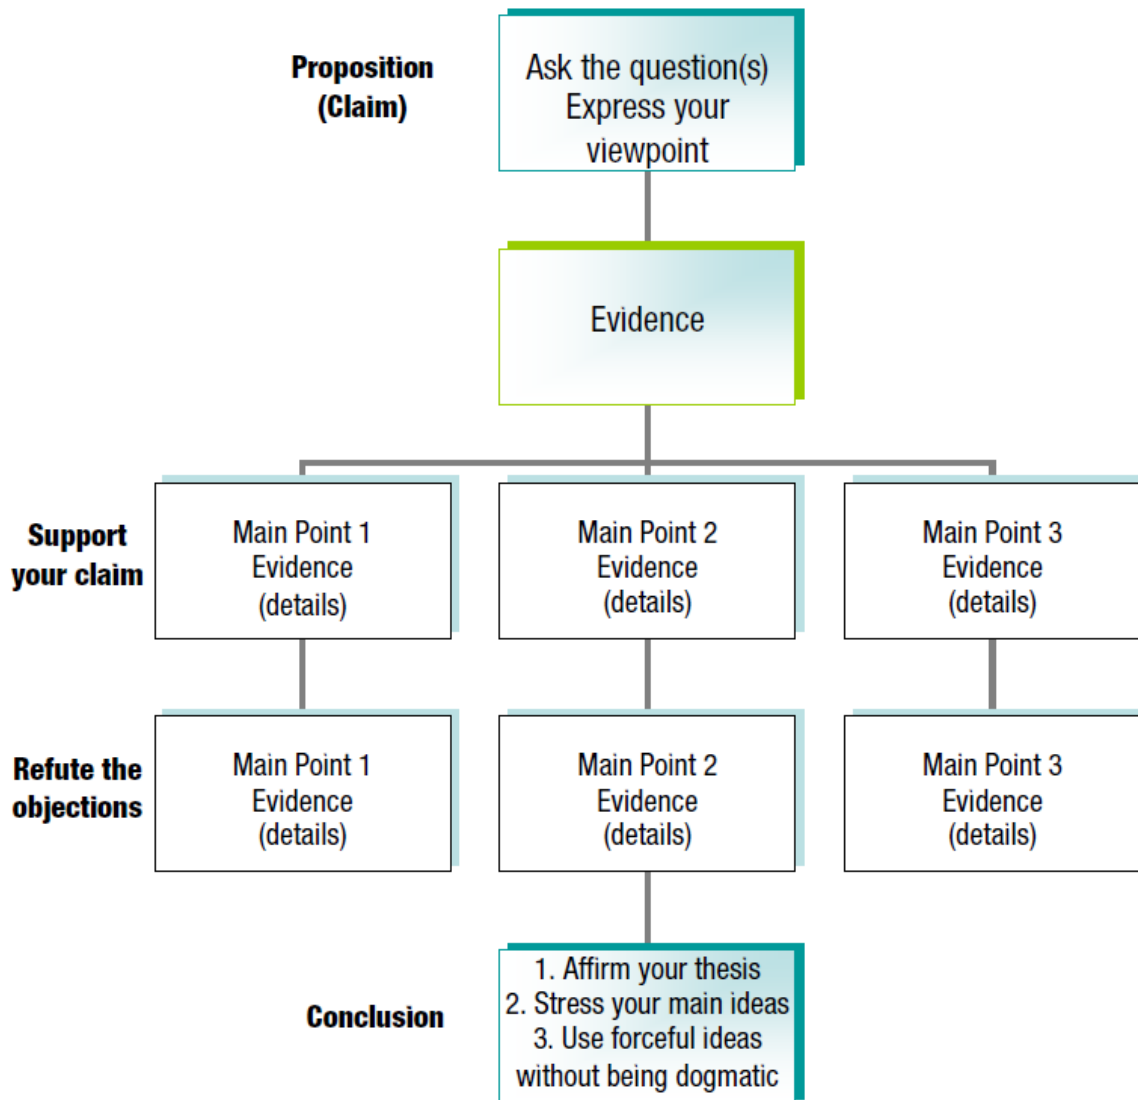 Proposition
(Claim)
Ask the question(s)
Express your
viewpoint
Evidence
Support
your claim
Main Point 1
Evidence
(details)
Main Point 2
Evidence
(details)
Main Point 3
Evidence
(details)
Refute the
objections
Main Point 1
Evidence
(details)
Main Point 2
Evidence
(details)
Main Point 3
Evidence
(details)
Conclusion
1. Affirm your thesis
2. Stress your main ideas
3. Use forceful ideas
without being dogmatic